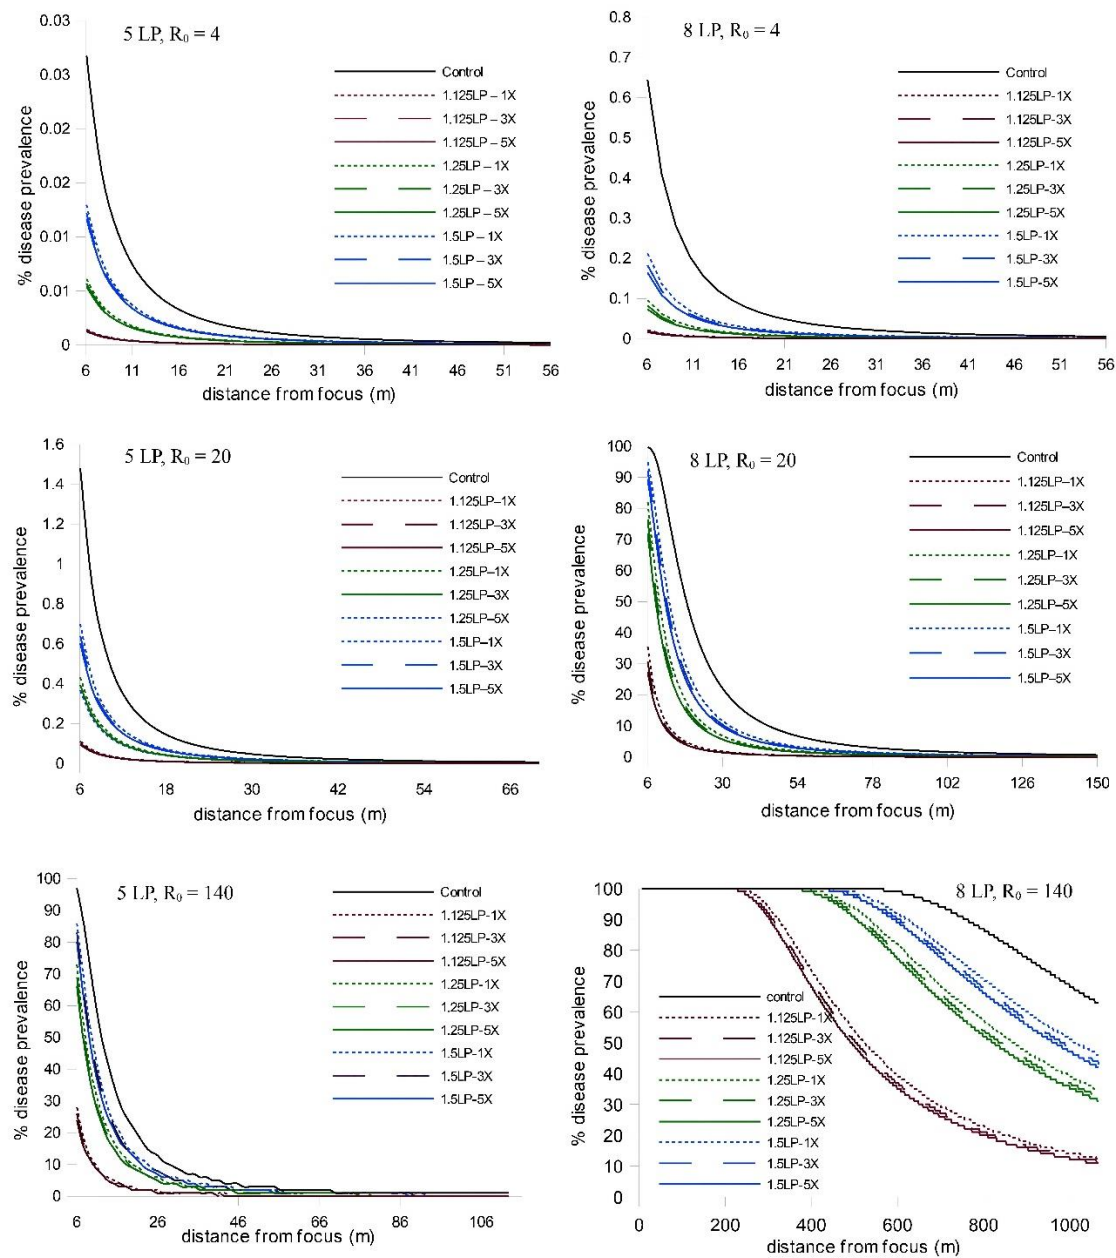 5 LP, R₀ = 4
% disease prevalence
0.03
0.03
0.02
0.02
0.01
0.01
0
Control
1.125LP – 1X
1.125LP – 3X
1.125LP – 5X
1.25LP – 1X
1.25LP – 3X
1.25LP – 5X
1.5LP – 1X
1.5LP – 3X
1.5LP – 5X
6 11 16 21 26 31 36 41 46 51 56
distance from focus (m)
8 LP, R₀ = 4
% disease prevalence
0.8
0.7
0.6
0.5
0.4
0.3
0.2
0.1
0
Control
1.125LP-1X
1.125LP-3X
1.125LP-5X
1.25LP-1X
1.25LP-3X
1.25LP-5X
1.5LP-1X
1.5LP-3X
1.5LP-5X
6 11 16 21 26 31 36 41 46 51 56
distance from focus (m)
5 LP, R₀ = 20
% disease prevalence
1.6
1.4
1.2
1
0.8
0.6
0.4
0.2
0
Control
1.125LP–1X
1.125LP–3X
1.125LP–5X
1.25LP–1X
1.25LP–3X
1.25LP–5X
1.5LP–1X
1.5LP–3X
1.5LP–5X
6 18 30 42 54 66
distance from focus (m)
8 LP, R₀ = 20
% disease prevalence
100
90
80
70
60
50
40
30
20
10
0
Control
1.125LP–1X
1.125LP–3X
1.125LP–5X
1.25LP–1X
1.25LP–3X
1.25LP–5X
1.5LP–1X
1.5LP–3X
1.5LP–5X
6 30 54 78 102 126 150
distance from focus (m)
5 LP, R₀ = 140
% disease prevalence
100
90
80
70
60
50
40
30
20
10
0
Control
1.125LP-1X
1.125LP-3X
1.125LP-5X
1.25LP-1X
1.25LP-3X
1.25LP-5X
1.5LP-1X
1.5LP-3X
1.5LP-5X
6 26 46 66 86 106
distance from focus (m)
8 LP, R₀ = 140
% disease prevalence
100
90
80
70
60
50
40
30
20
10
0
control
1.125LP-1X
1.125LP-3X
1.125LP-5X
1.25LP-1X
1.25LP-3X
1.25LP-5X
1.5LP-1X
1.5LP-3X
1.5LP-5X
0 200 400 600 800 1000
distance from focus (m)